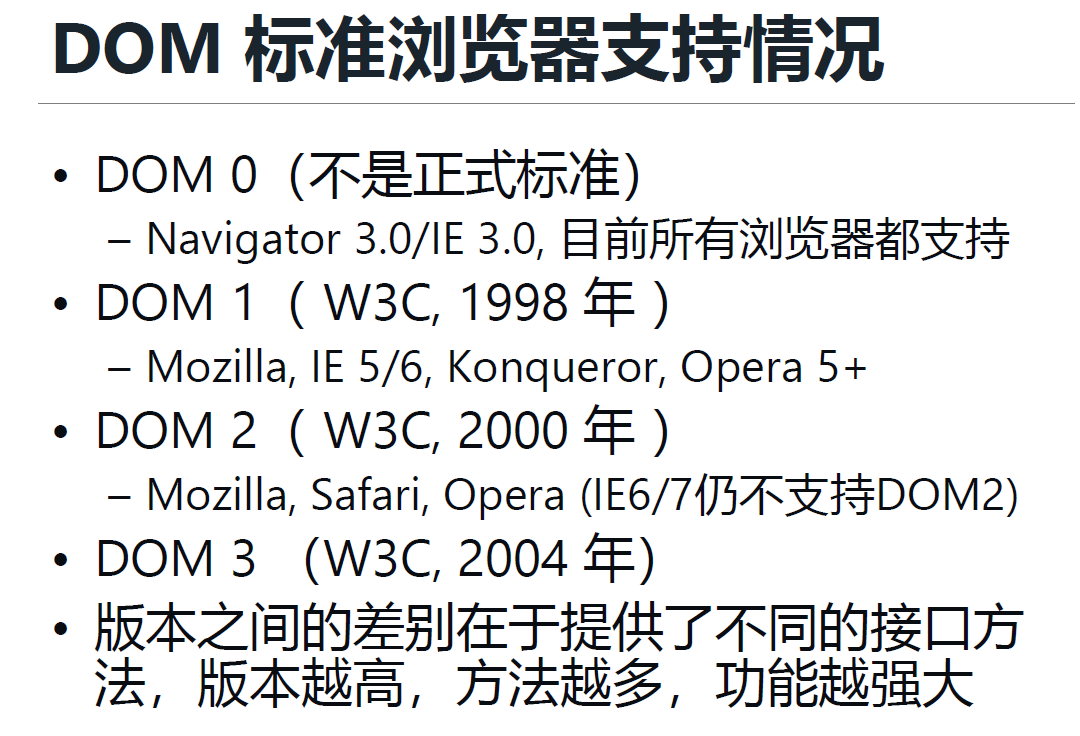 DOM 标准浏览器支持情况
• DOM 0（不是正式标准）
– Navigator 3.0/IE 3.0, 目前所有浏览器都支持
• DOM 1（ W3C, 1998 年 ）
– Mozilla, IE 5/6, Konqueror, Opera 5+
• DOM 2（ W3C, 2000 年 ）
– Mozilla, Safari, Opera (IE6/7仍不支持DOM2)
• DOM 3 （W3C, 2004 年）
• 版本之间的差别在于提供了不同的接口方
法，版本越高，方法越多，功能越强大